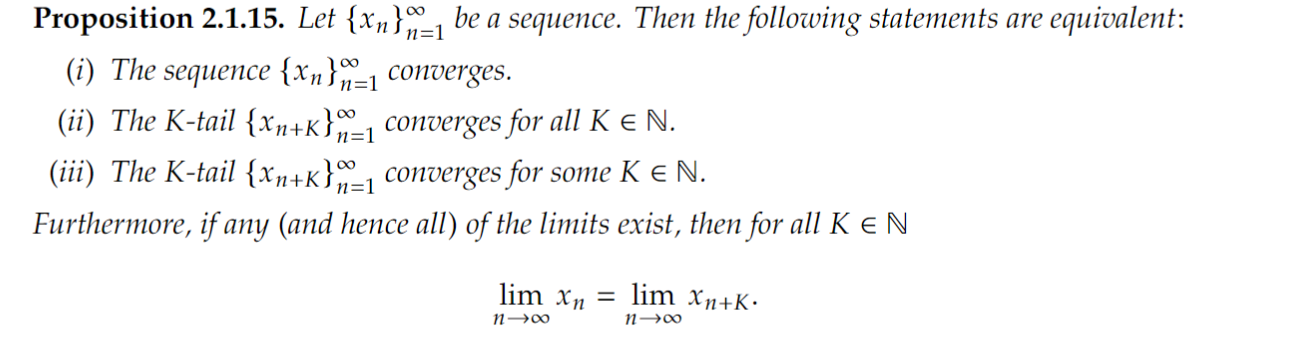 Proposition 2.1.15. Let {xₙ}∞ₙ₌₁ be a sequence. Then the following statements are equivalent:
(i) The sequence {xₙ}∞ₙ₌₁ converges.
(ii) The K-tail {xₙ₊K}∞ₙ₌₁ converges for all K ∈ ℕ.
(iii) The K-tail {xₙ₊K}∞ₙ₌₁ converges for some K ∈ ℕ.
Furthermore, if any (and hence all) of the limits exist, then for all K ∈ ℕ
lim xₙ = lim xₙ₊K.
n→∞ n→∞